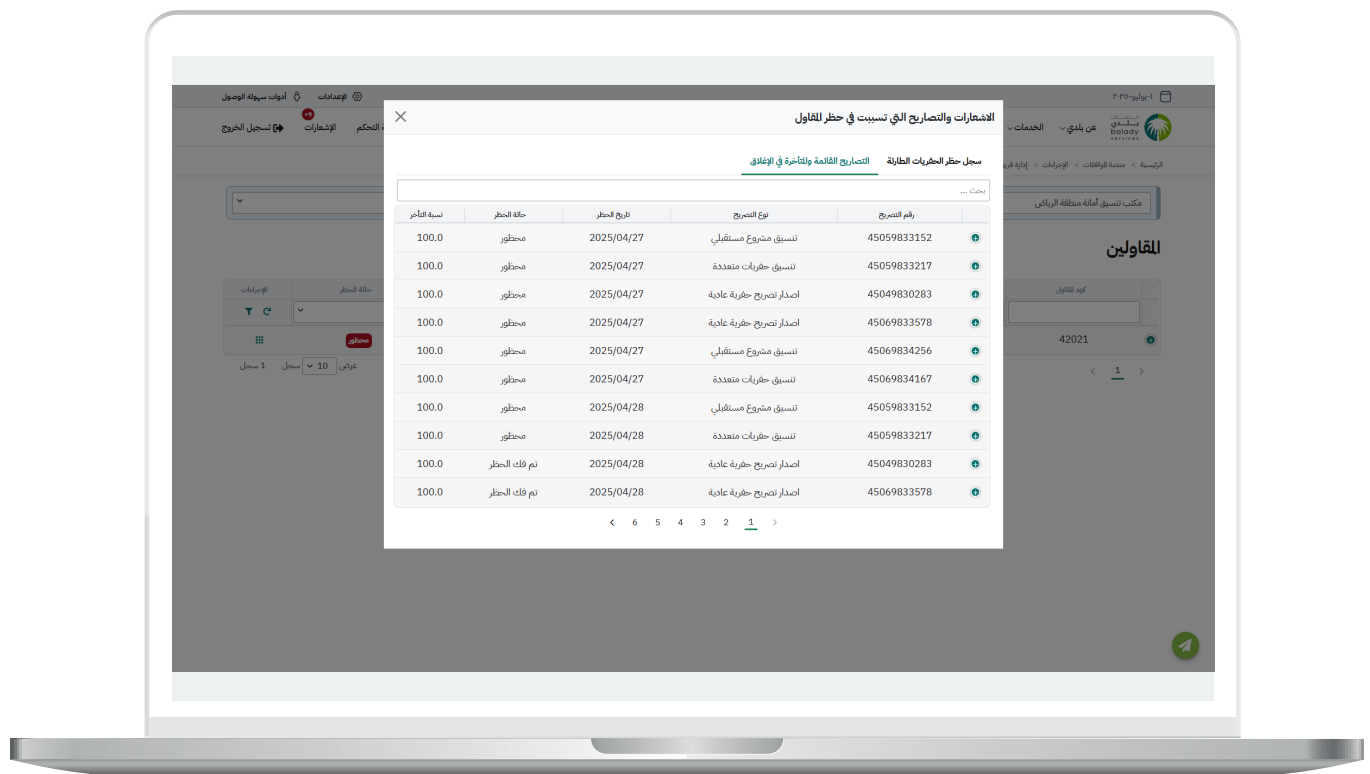 ١-يوليو-٢٠٢٥
الإعدادات
أدوات سهولة الوصول
بلدي
balady
services
عن بلدي
الخدمات
التحكم
+9
الإشعارات
تسجيل الخروج
الرئيسية > منصة الموافقات > الإجراءات >
مكتب تنسيق أمانة منطقة الرياض
المقاولين
كود المقاول
حالة الحظر
الإجراءات
42021
محظور
1
عرض 10 سجل
1 سجل
الاشعارات والتصاريح التي تسببت في حظر المقاول
سجل حظر الحفريات الطارئة
التصاريح القائمة والمتأخرة في الإغلاق
بحث ...
رقم التصريح نوع التصريح تاريخ الحظر حالة الحظر نسبة التأخر
45059833152 تنسيق مشروع مستقبلي 2025/04/27 محظور 100.0
45059833217 تنسيق حفريات متعددة 2025/04/27 محظور 100.0
45049830283 اصدار تصريح حفرية عادية 2025/04/27 محظور 100.0
45069833578 اصدار تصريح حفرية عادية 2025/04/27 محظور 100.0
45069834256 تنسيق مشروع مستقبلي 2025/04/27 محظور 100.0
45069834167 تنسيق حفريات متعددة 2025/04/27 محظور 100.0
45059833152 تنسيق مشروع مستقبلي 2025/04/28 محظور 100.0
45059833217 تنسيق حفريات متعددة 2025/04/28 محظور 100.0
45049830283 اصدار تصريح حفرية عادية 2025/04/28 تم فك الحظر 100.0
45069833578 اصدار تصريح حفرية عادية 2025/04/28 تم فك الحظر 100.0
1 2 3 4 5 6